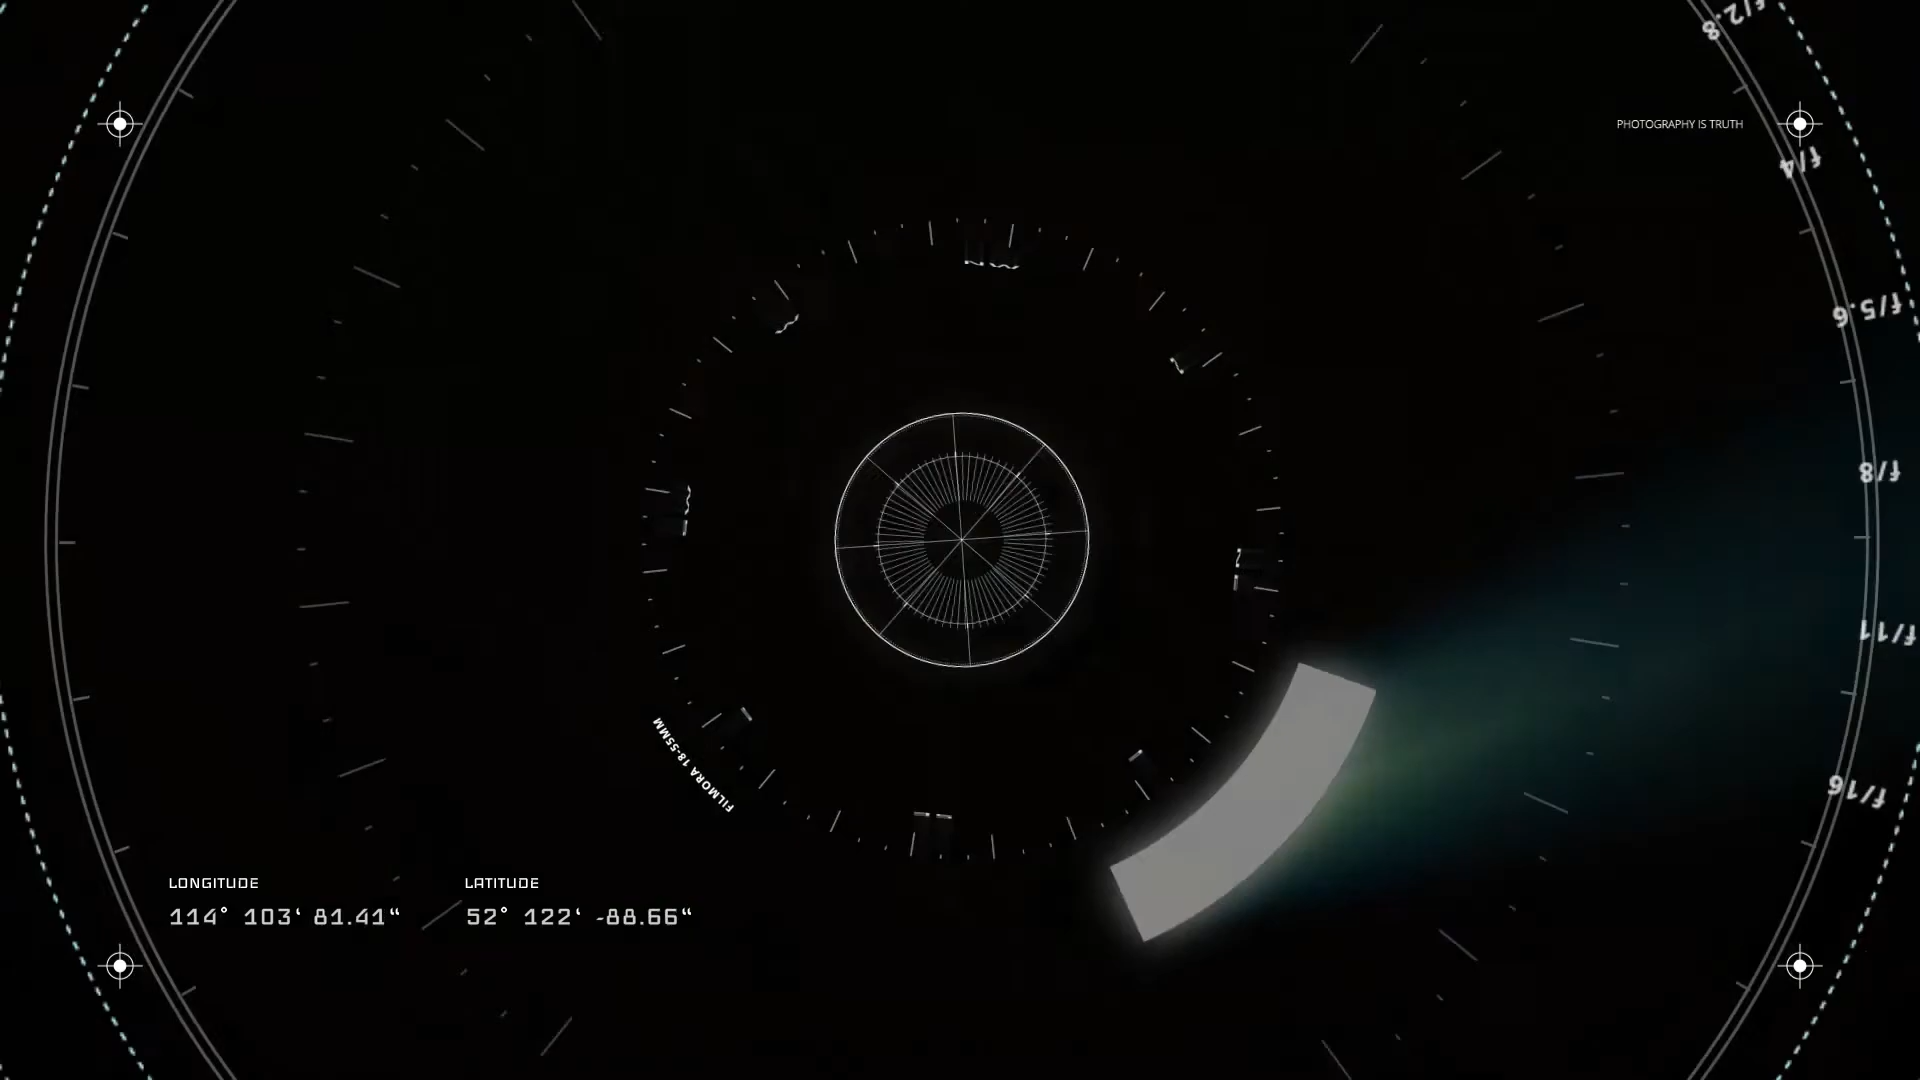 f/2.8
PHOTOGRAPHY IS TRUTH
f/4
f/5.6
f/8
f/11
FILMORA 18-55MM
f/16
LONGITUDE
114° 103‘ 81.41“
LATITUDE
52° 122‘ -88.66“